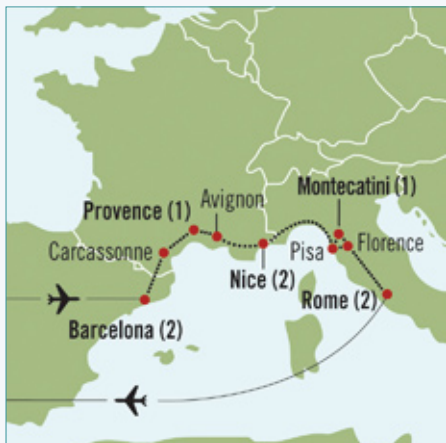 Montecatini (1)
Avignon
Provence (1)
Carcassonne
Florence
Pisa
Nice (2)
Rome (2)
Barcelona (2)